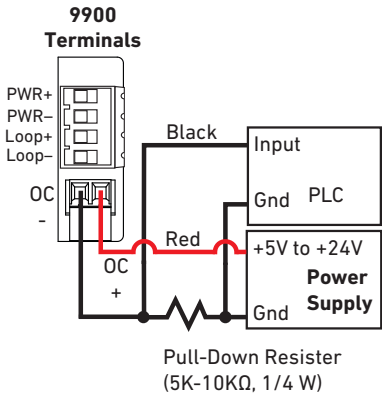 9900
Terminals
PWR+
PWR–
Loop+
Loop–
OC
-
OC
+
Black
Red
Input
Gnd PLC
+5V to +24V
Power
Supply
Gnd
Pull-Down Resister
(5K-10KΩ, 1/4 W)